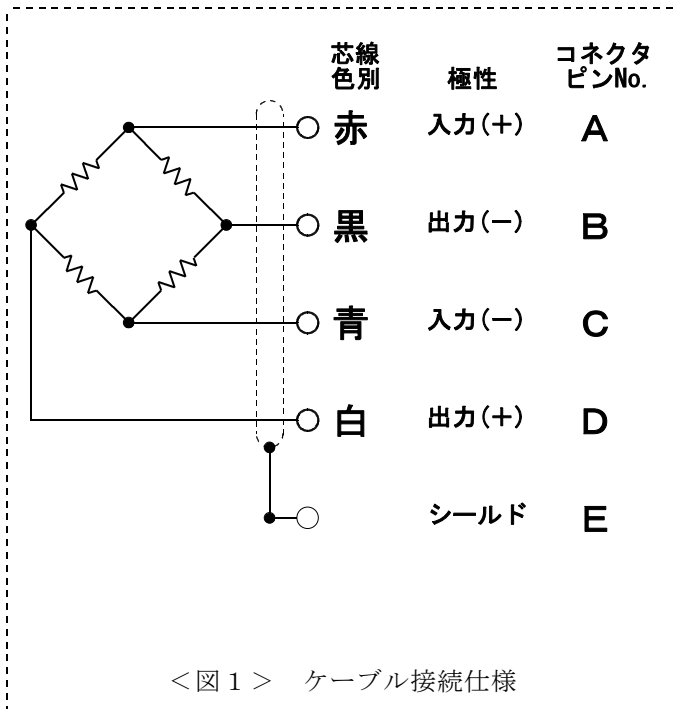 芯線 コネクタ
色別 極性 ピンNo.
赤 入力(+) A
黒 出力(−) B
青 入力(−) C
白 出力(+) D
シールド E
＜図１＞ ケーブル接続仕様